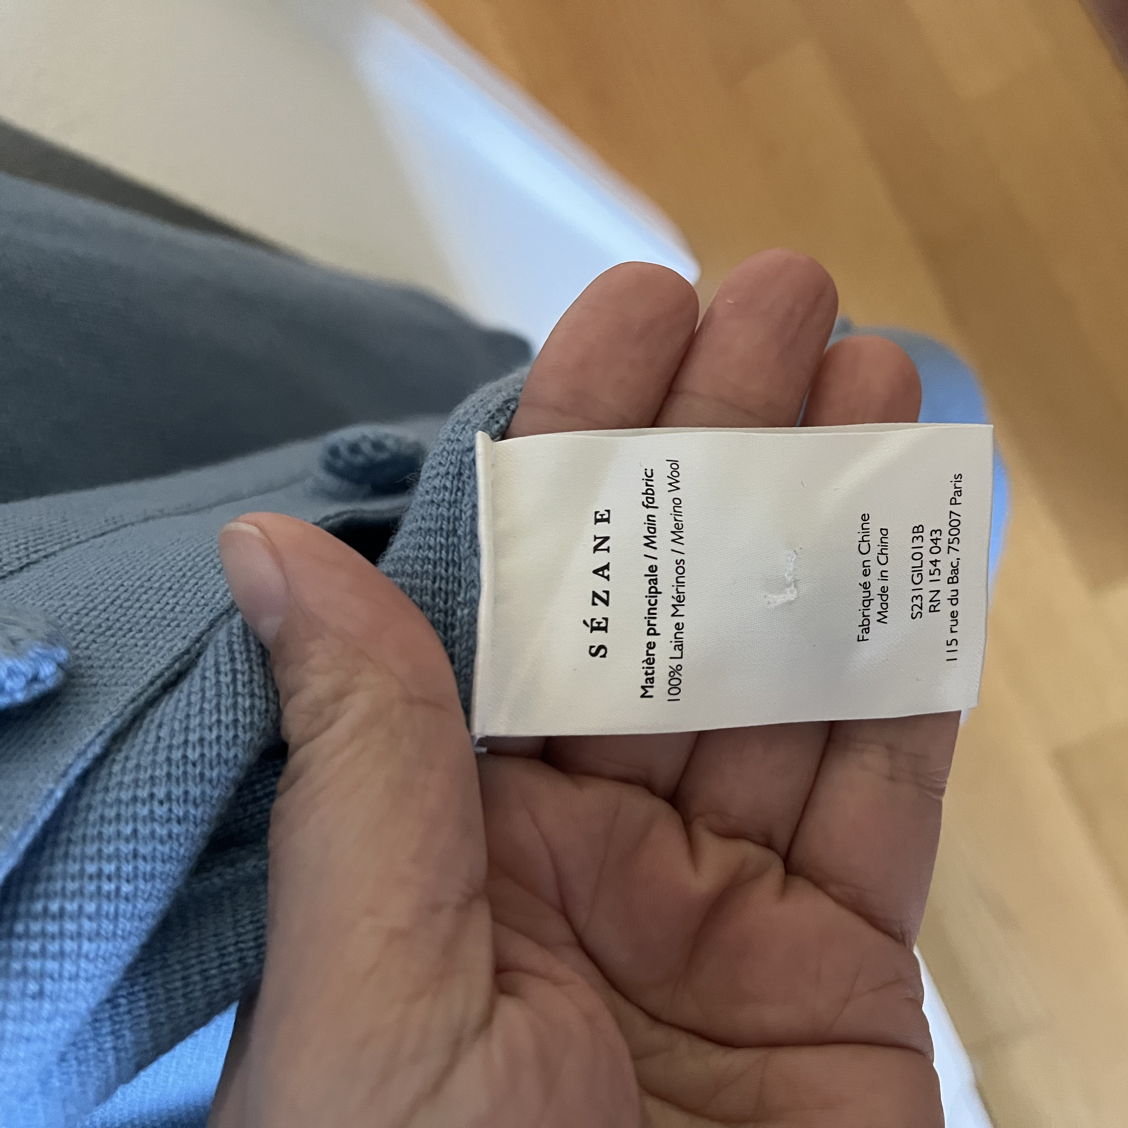 SÉZANE
Matière principale / Main fabric:
100% Laine Mérinos / Merino Wool
Fabriqué en Chine
Made in China
S231GIL013B
RN 154 043
115 rue du Bac, 75007 Paris